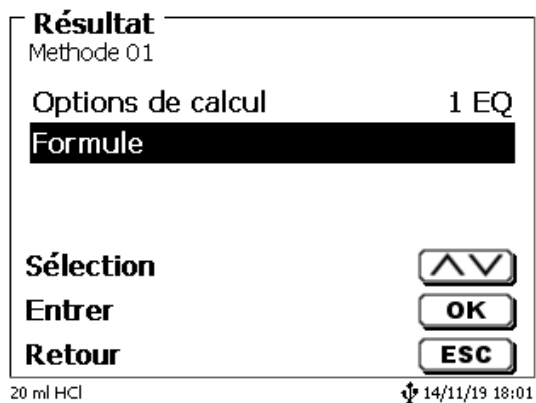 Résultat
Methode 01
Options de calcul 1 EQ
Formule
Sélection
Entrer OK
Retour ESC
20 ml HCl 14/11/19 18:01